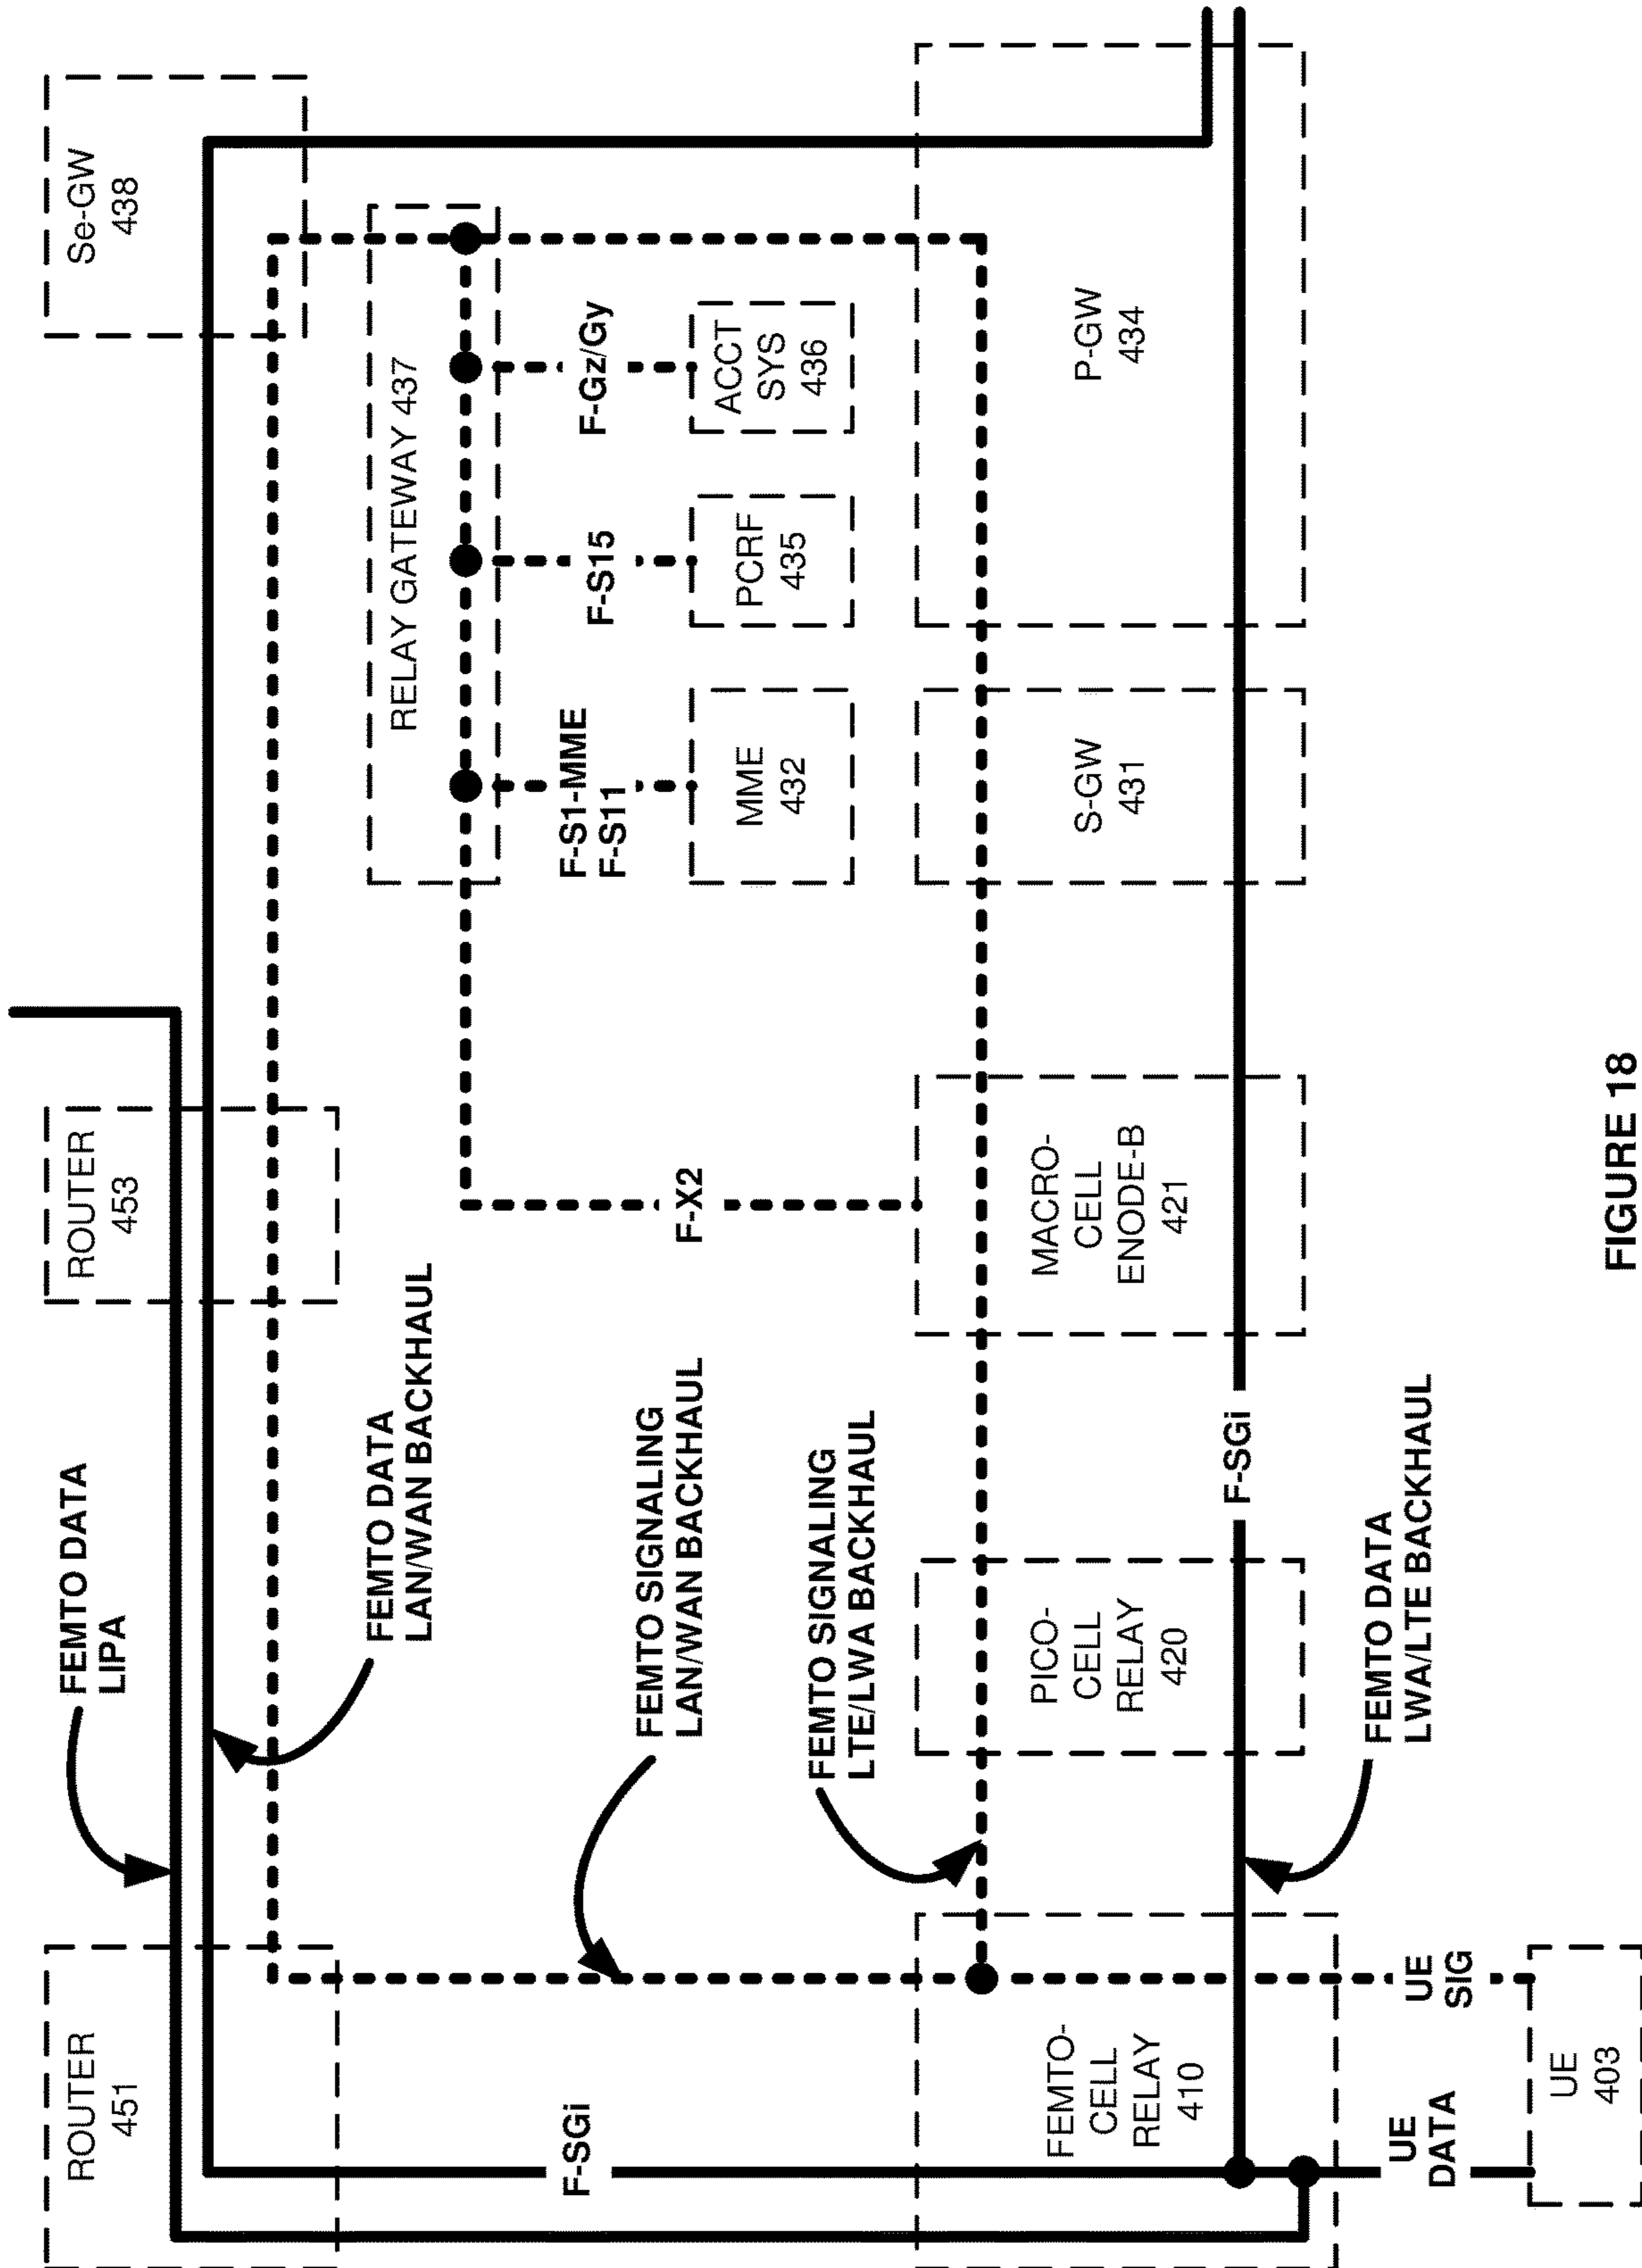 FEMTO DATA
LIPA
ROUTER
451
ROUTER
453
Se-GW
438
FEMTO DATA
LAN/WAN BACKHAUL
RELAY GATEWAY 437
FEMTO SIGNALING
LAN/WAN BACKHAUL
F-SGi
F-X2
F-S1-MME
F-S11
F-S15
F-Gz/Gy
MME
432
PCRF
435
ACCT
SYS
436
FEMTO SIGNALING
LTE/LWA BACKHAUL
FEMTO-
CELL
RELAY
410
PICO-
CELL
RELAY
420
MACRO-
CELL
ENODE-B
421
S-GW
431
P-GW
434
F-SGi
FEMTO DATA
LWA/LTE BACKHAUL
UE
DATA
UE
SIG
UE
403
FIGURE 18